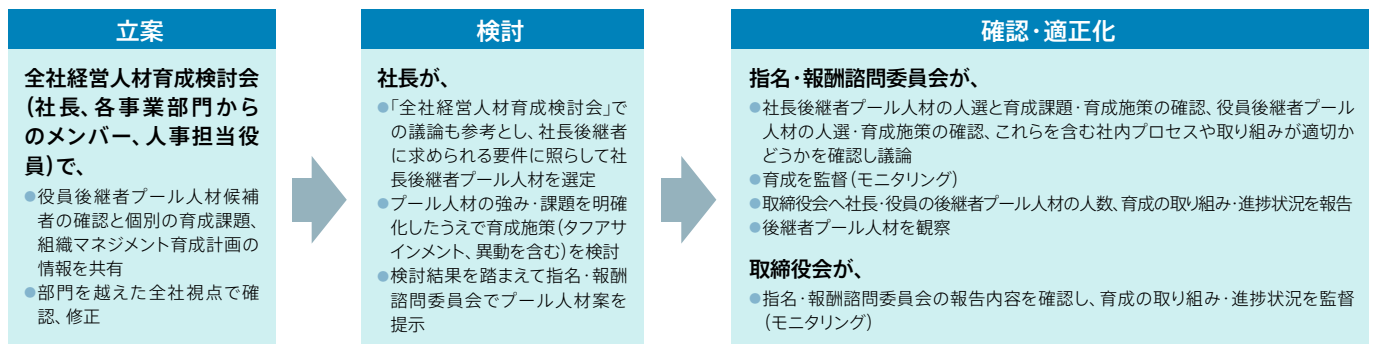 立案
全社経営人材育成検討会
(社長、各事業部門から
のメンバー、人事担当役
員)で、
●役員後継者プール人材候補
者の確認と個別の育成課題、
組織マネジメント育成計画の
情報を共有
●部門を越えた全社視点で確
認、修正
検討
社長が、
●「全社経営人材育成検討会」で
の議論も参考とし、社長後継者
に求められる要件に照らして社
長後継者プール人材を選定
●プール人材の強み・課題を明確
化したうえで育成施策(タフアサ
インメント、異動を含む)を検討
●検討結果を踏まえて指名・報酬
諮問委員会でプール人材案を
提示
確認・適正化
指名・報酬諮問委員会が、
●社長後継者プール人材の人選と育成課題・育成施策の確認、役員後継者プール
人材の人選・育成施策の確認、これらを含む社内プロセスや取り組みが適切か
どうかを確認し議論
●育成を監督(モニタリング)
●取締役会へ社長・役員の後継者プール人材の人数、育成の取り組み・進捗状況を報告
●後継者プール人材を観察
取締役会が、
●指名・報酬諮問委員会の報告内容を確認し、育成の取り組み・進捗状況を監督
(モニタリング)